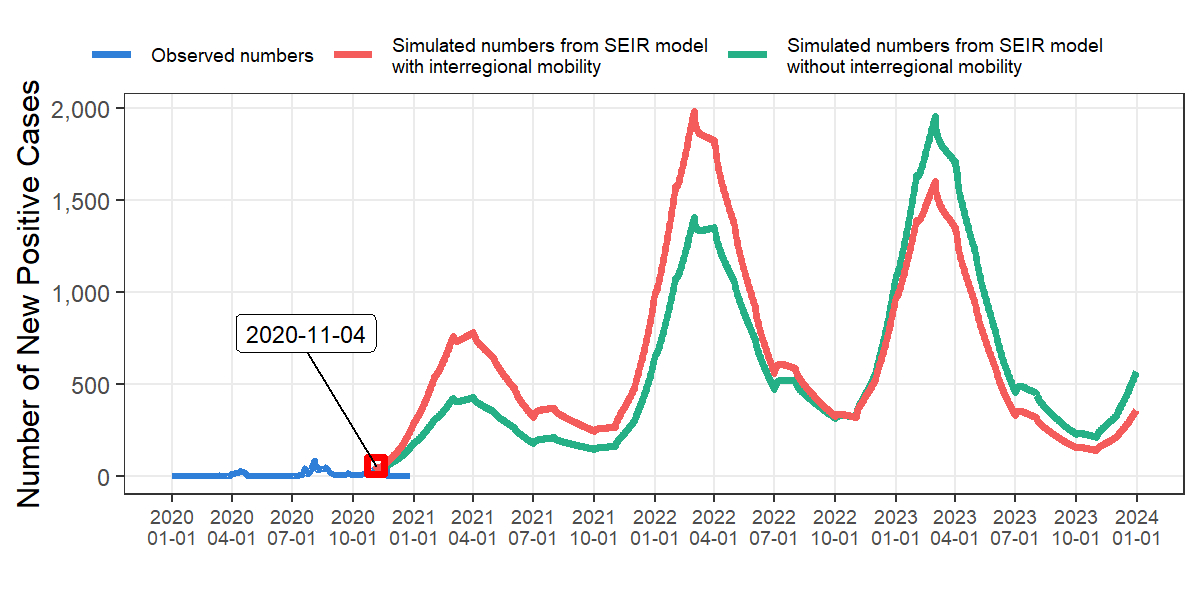 Observed numbers
Simulated numbers from SEIR model
with interregional mobility
Simulated numbers from SEIR model
without interregional mobility
Number of New Positive Cases
2,000
1,500
1,000
500
0
2020-11-04
2020 2020 2020 2020 2021 2021 2021 2021 2022 2022 2022 2022 2023 2023 2023 2023 2024
01-01 04-01 07-01 10-01 01-01 04-01 07-01 10-01 01-01 04-01 07-01 10-01 01-01 04-01 07-01 10-01 01-01